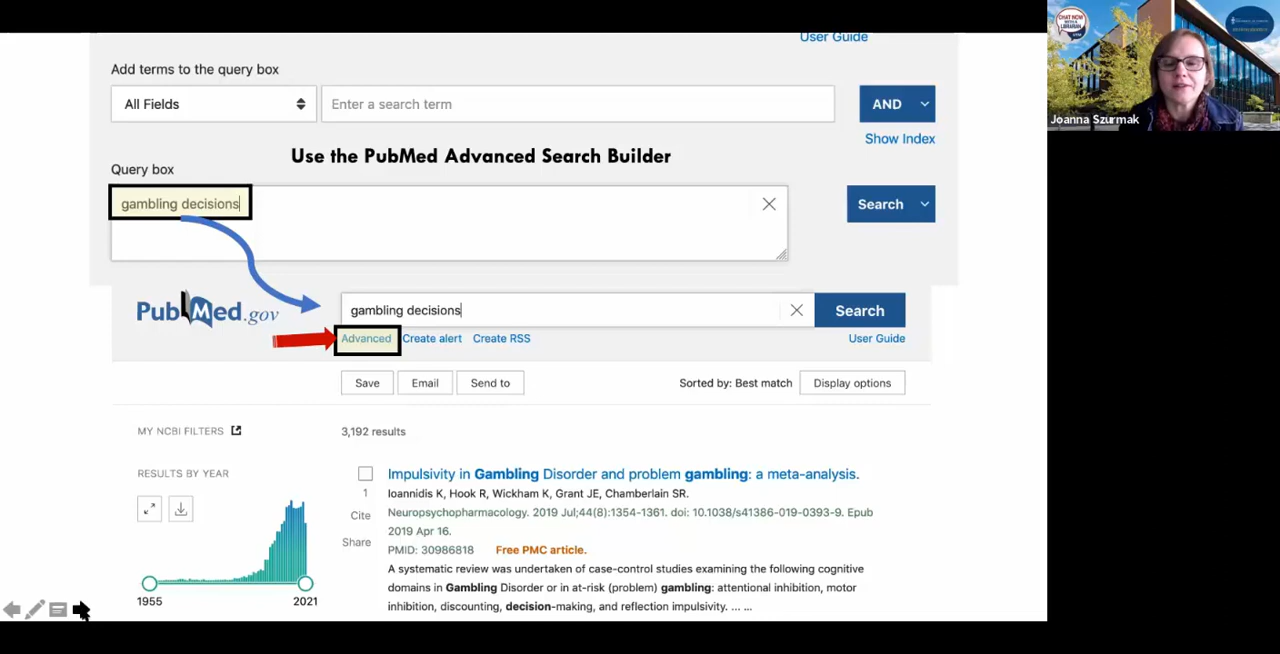 User Guide
Add terms to the query box
All Fields
Enter a search term
AND
Show Index
Use the PubMed Advanced Search Builder
Query box
gambling decisions
Search
PubMed.gov
gambling decisions
Search
Advanced
Create alert
Create RSS
User Guide
Save
Email
Send to
Sorted by: Best match
Display options
MY NCBI FILTERS
3,192 results
RESULTS BY YEAR
1955
2021
Impulsivity in Gambling Disorder and problem gambling: a meta-analysis.
1
Ioannidis K, Hook R, Wickham K, Grant JE, Chamberlain SR.
Cite
Neuropsychopharmacology. 2019 Jul;44(8):1354-1361. doi: 10.1038/s41386-019-0393-9. Epub
2019 Apr 16.
Share
PMID: 30986818
Free PMC article.
A systematic review was undertaken of case-control studies examining the following cognitive
domains in Gambling Disorder or in at-risk (problem) gambling: attentional inhibition, motor
inhibition, discounting, decision-making, and reflection impulsivity. ... ...
CHAT NOW
WITH A
LIBRARIAN
Joanna Szurmak